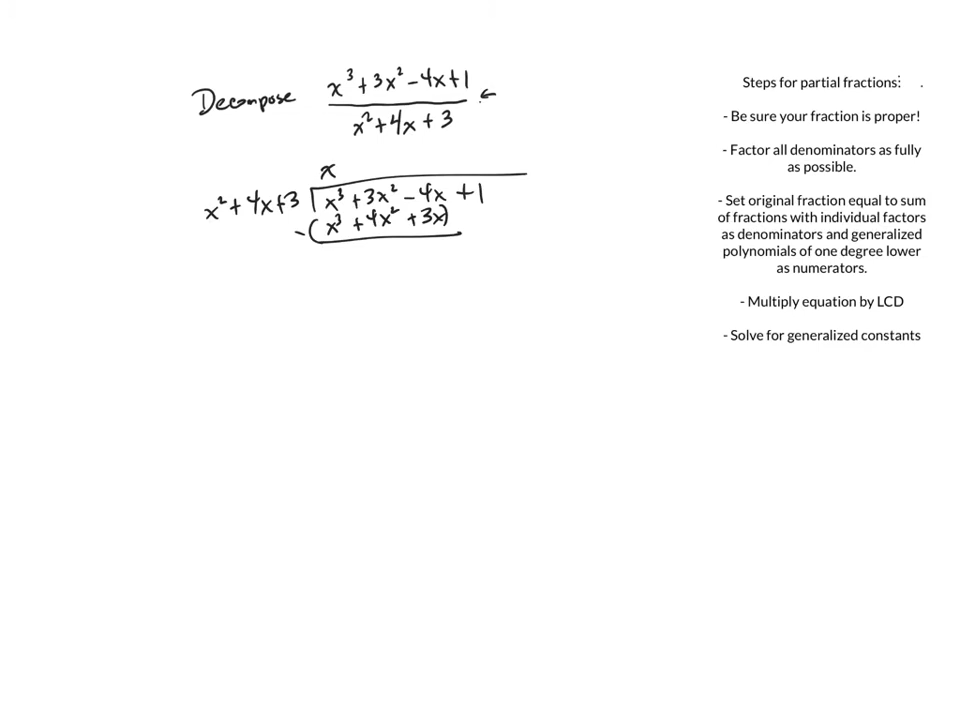 Decompose x³+3x²-4x+1 ←
x²+4x+3
x
x²+4x+3 x³+3x²-4x+1
-(x³+4x²+3x)
Steps for partial fractions: .
- Be sure your fraction is proper!
- Factor all denominators as fully
as possible.
- Set original fraction equal to sum
of fractions with individual factors
as denominators and generalized
polynomials of one degree lower
as numerators.
- Multiply equation by LCD
- Solve for generalized constants